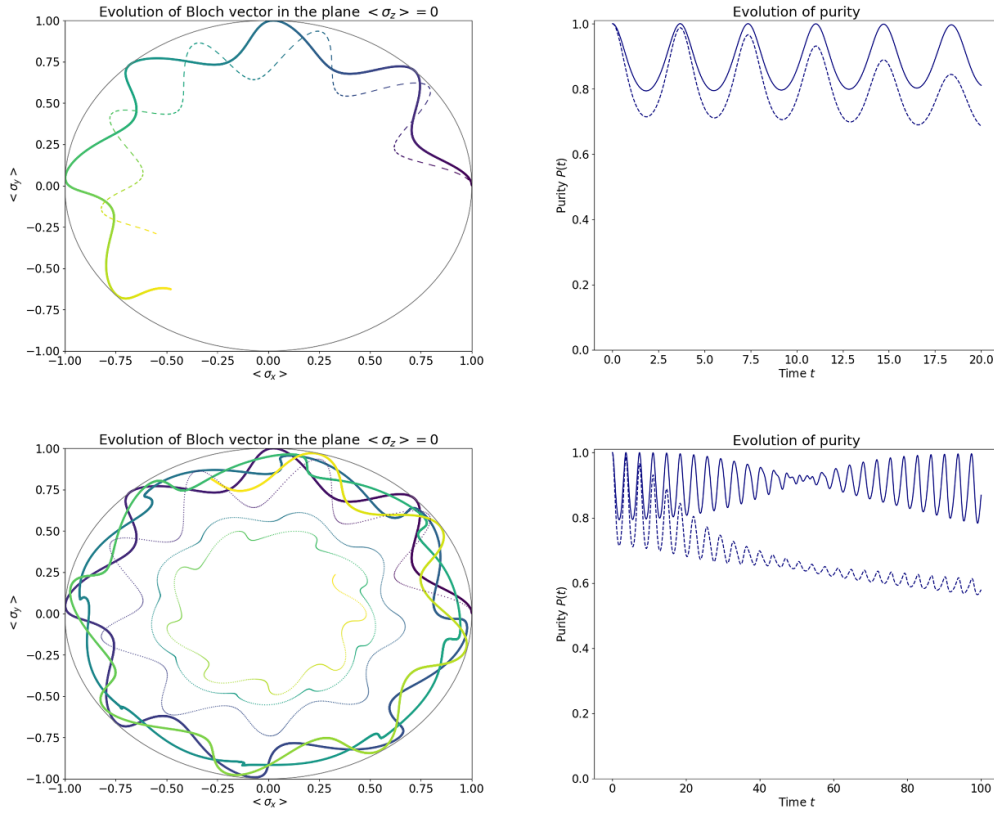 Evolution of Bloch vector in the plane < σz > = 0
1.00
0.75
0.50
0.25
0.00
−0.25
−0.50
−0.75
−1.00
< σy >
−1.00 −0.75 −0.50 −0.25 0.00 0.25 0.50 0.75 1.00
< σx >
Evolution of purity
1.0
0.8
0.6
0.4
0.2
0.0
Purity P(t)
0.0 2.5 5.0 7.5 10.0 12.5 15.0 17.5 20.0
Time t
Evolution of Bloch vector in the plane < σz > = 0
1.00
0.75
0.50
0.25
0.00
−0.25
−0.50
−0.75
−1.00
< σy >
−1.00 −0.75 −0.50 −0.25 0.00 0.25 0.50 0.75 1.00
< σx >
Evolution of purity
1.0
0.8
0.6
0.4
0.2
0.0
Purity P(t)
0 20 40 60 80 100
Time t